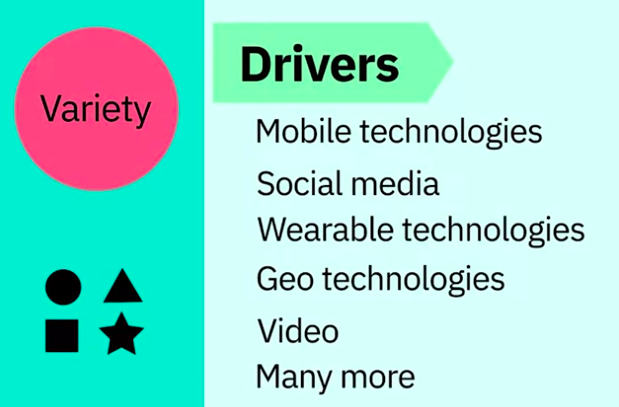 Variety
Drivers
Mobile technologies
Social media
Wearable technologies
Geo technologies
Video
Many more